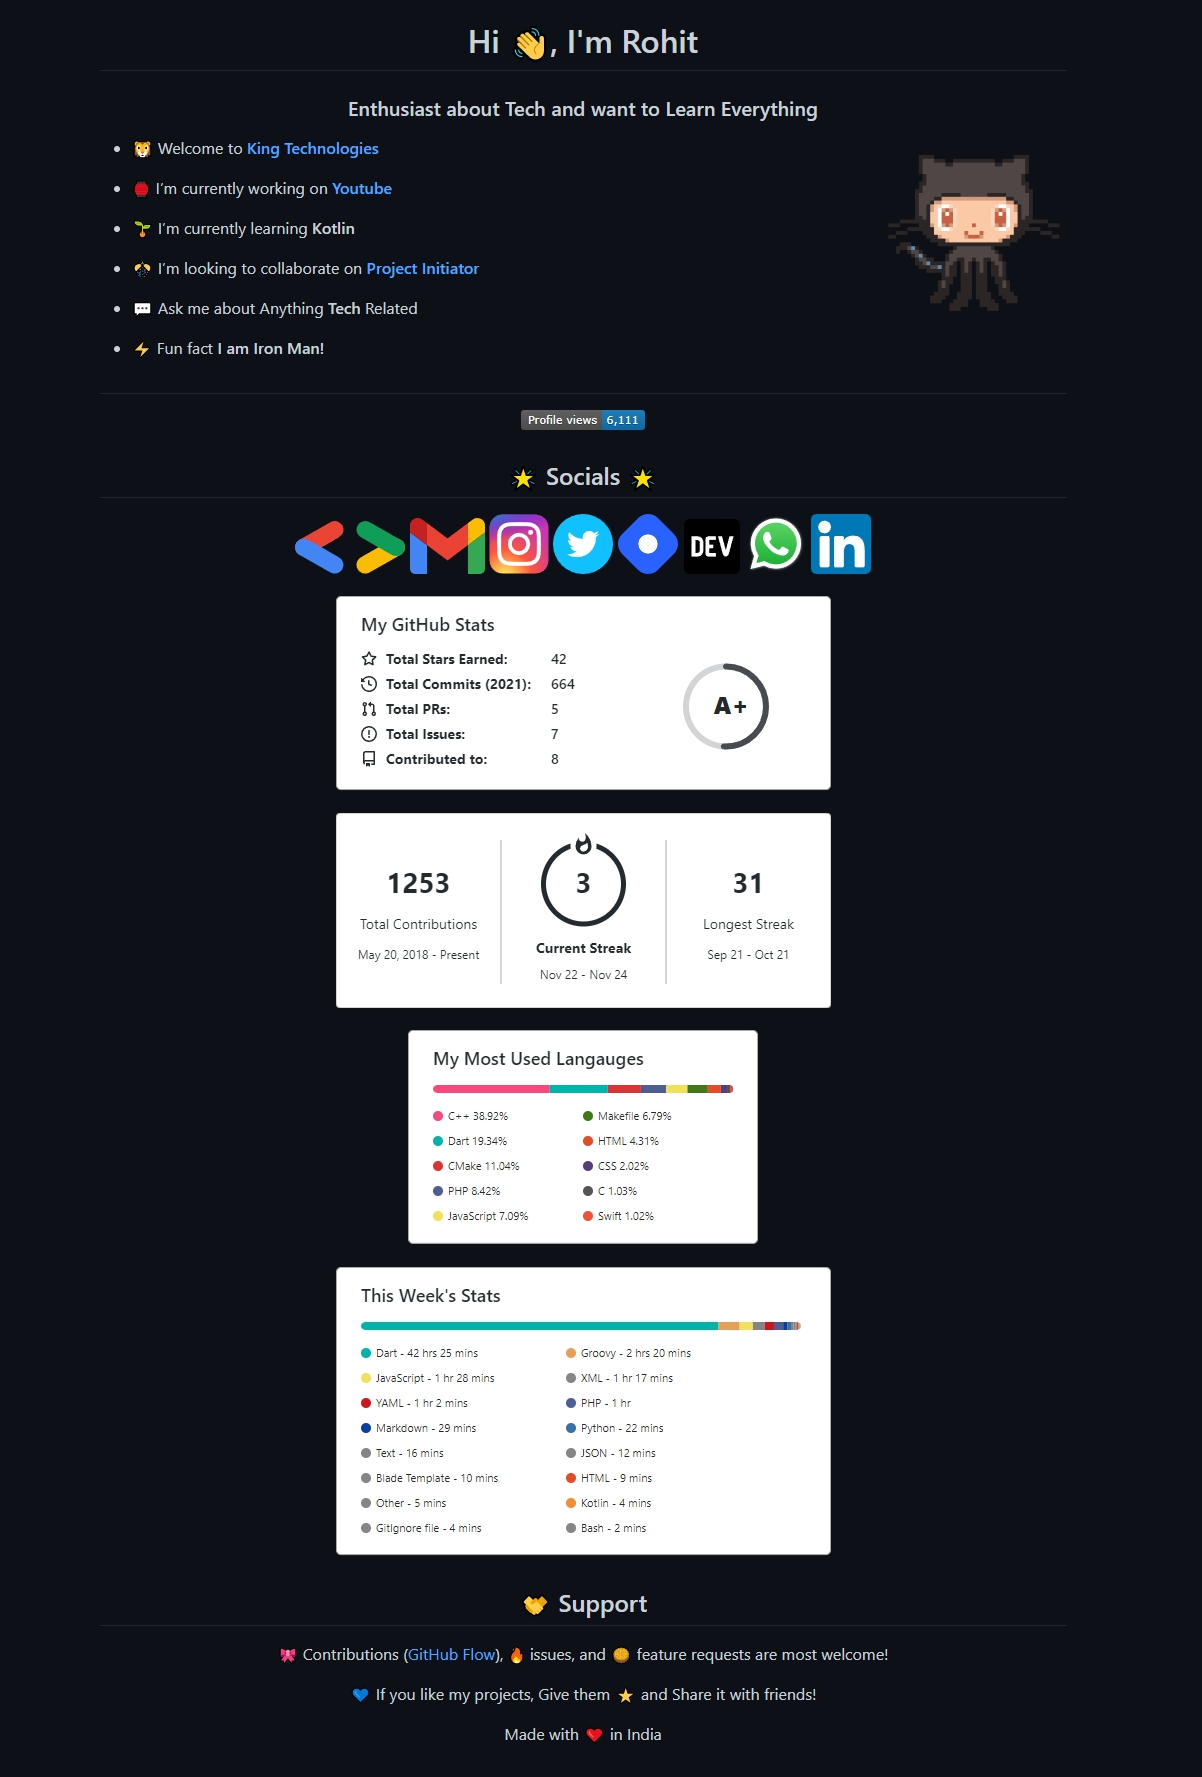 Hi 👋, I'm Rohit
Enthusiast about Tech and want to Learn Everything
🐯 Welcome to King Technologies
🏮 I'm currently working on Youtube
🌱 I'm currently learning Kotlin
I'm looking to collaborate on Project Initiator
💬 Ask me about Anything Tech Related
⚡ Fun fact I am Iron Man!
Profile views 6,111
🌟 Socials 🌟
DEV
in
My GitHub Stats
Total Stars Earned: 42
Total Commits (2021): 664
Total PRs: 5
Total Issues: 7
Contributed to: 8
A+
1253
Total Contributions
May 20, 2018 - Present
3
Current Streak
Nov 22 - Nov 24
31
Longest Streak
Sep 21 - Oct 21
My Most Used Langauges
C++ 38.92%
Dart 19.34%
CMake 11.04%
PHP 8.42%
JavaScript 7.09%
Makefile 6.79%
HTML 4.31%
CSS 2.02%
C 1.03%
Swift 1.02%
This Week's Stats
Dart - 42 hrs 25 mins
Groovy - 2 hrs 20 mins
JavaScript - 1 hr 28 mins
XML - 1 hr 17 mins
YAML - 1 hr 2 mins
PHP - 1 hr
Markdown - 29 mins
Python - 22 mins
Text - 16 mins
JSON - 12 mins
Blade Template - 10 mins
HTML - 9 mins
Other - 5 mins
Kotlin - 4 mins
GitIgnore file - 4 mins
Bash - 2 mins
🤝 Support
🎀 Contributions (GitHub Flow), 🔥 issues, and 🥮 feature requests are most welcome!
💙 If you like my projects, Give them ⭐ and Share it with friends!
Made with ❤️ in India